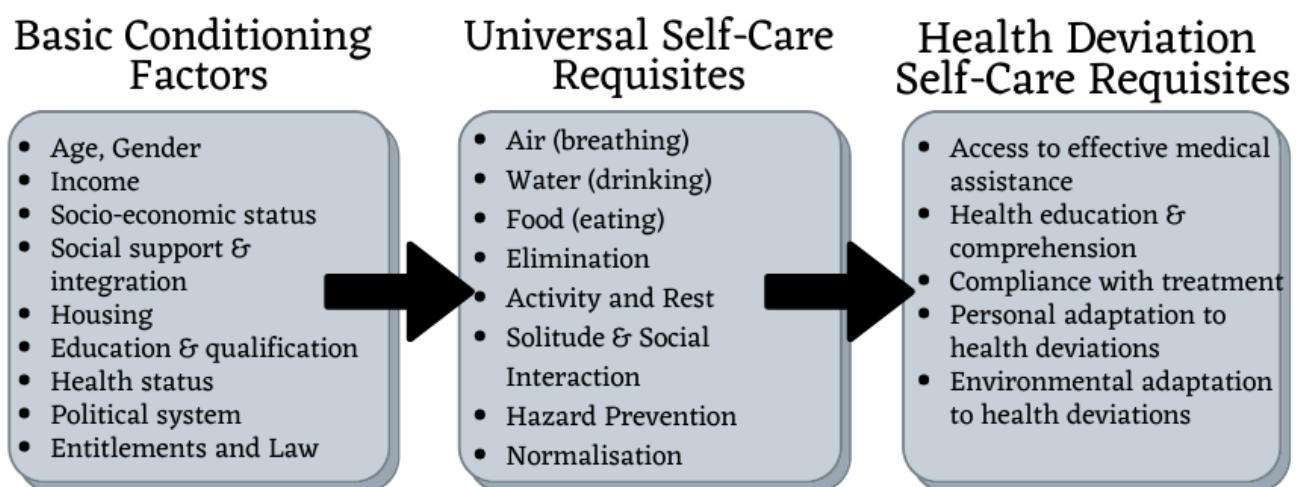 Basic Conditioning
Factors
• Age, Gender
• Income
• Socio-economic status
• Social support &
integration
• Housing
• Education & qualification
• Health status
• Political system
• Entitlements and Law
Universal Self-Care
Requisites
• Air (breathing)
• Water (drinking)
• Food (eating)
• Elimination
• Activity and Rest
• Solitude & Social
Interaction
• Hazard Prevention
• Normalisation
Health Deviation
Self-Care Requisites
• Access to effective medical
assistance
• Health education &
comprehension
• Compliance with treatment
• Personal adaptation to
health deviations
• Environmental adaptation
to health deviations